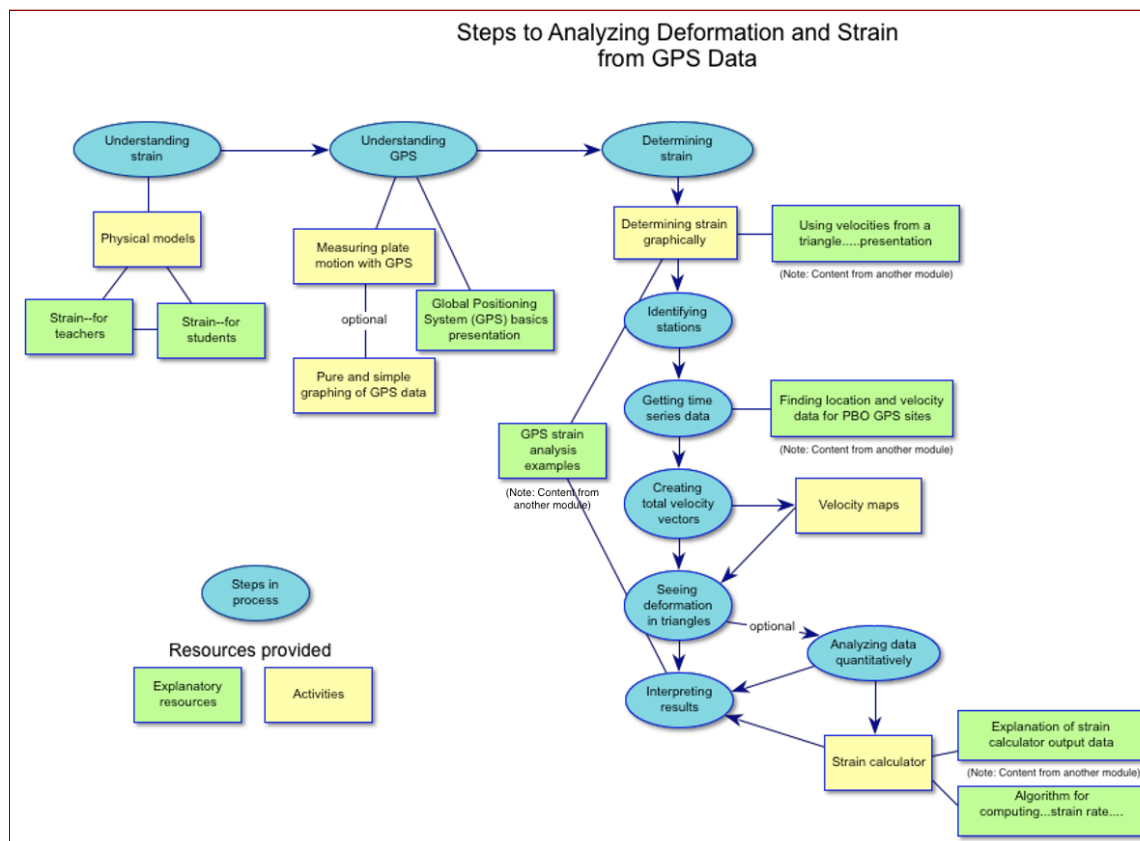 Steps to Analyzing Deformation and Strain
from GPS Data
Understanding
strain
Understanding
GPS
Determining
strain
Physical models
Strain--for
teachers
Strain--for
students
Measuring plate
motion with GPS
optional
Pure and simple
graphing of GPS data
Global Positioning
System (GPS) basics
presentation
Determining strain
graphically
Using velocities from a
triangle.....presentation
(Note: Content from another module)
Identifying
stations
Getting time
series data
Finding location and velocity
data for PBO GPS sites
(Note: Content from another module)
GPS strain
analysis
examples
(Note: Content from
another module)
Creating
total velocity
vectors
Velocity maps
Seeing
deformation
in triangles
optional
Analyzing data
quantitatively
Interpreting
results
Strain calculator
Explanation of strain
calculator output data
(Note: Content from another module)
Algorithm for
computing...strain rate....
Steps in
process
Resources provided
Explanatory
resources
Activities